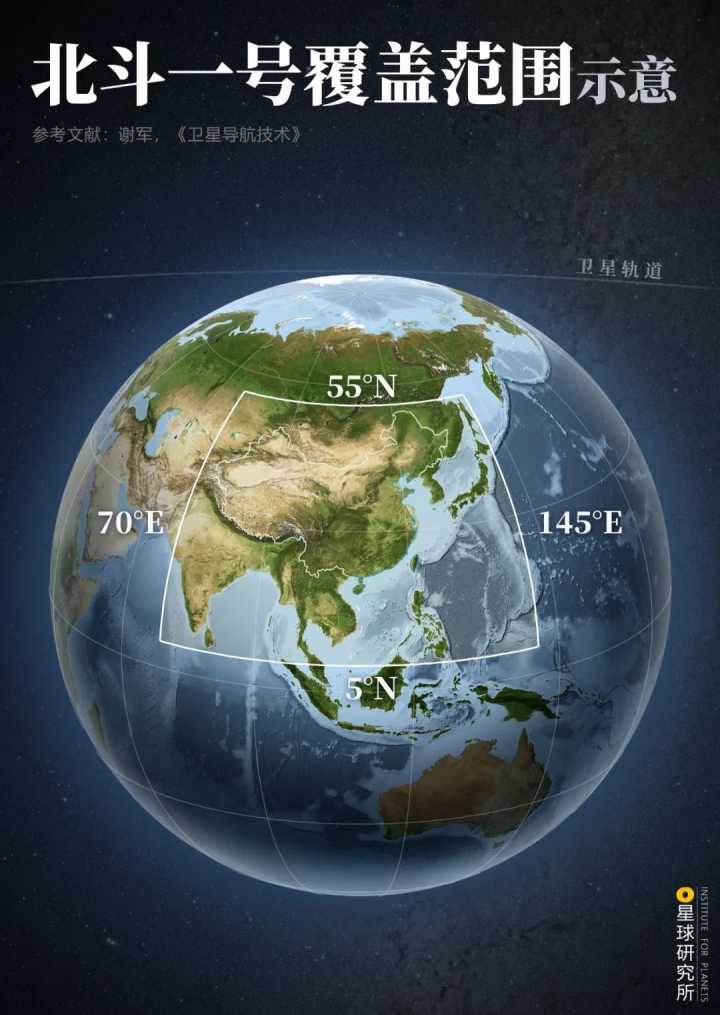 北斗一号覆盖范围示意
参考文献：谢军，《卫星导航技术》
卫星轨道
55°N
70°E
145°E
5°N
星球研究所
INSTITUTE FOR PLANETS